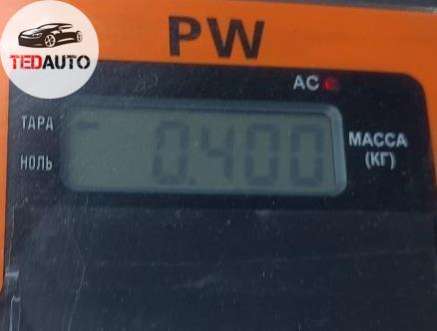 TEDAUTO
PW
AC
ТАРА
НОЛЬ
0.400
МАССА
(КГ)